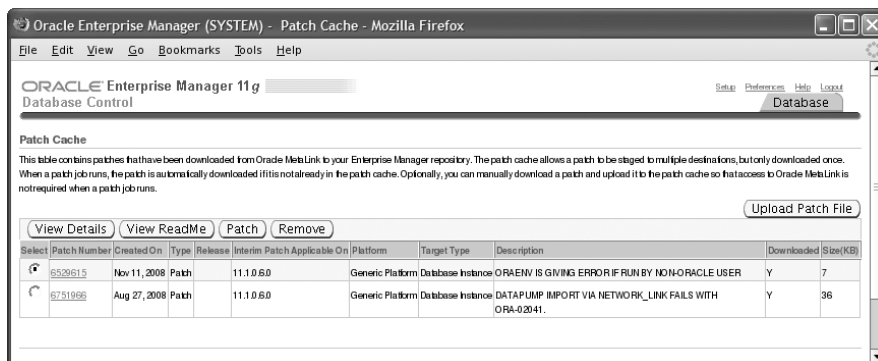 Oracle Enterprise Manager (SYSTEM) - Patch Cache - Mozilla Firefox
File Edit View Go Bookmarks Tools Help
ORACLE Enterprise Manager 11g
Database Control
Setup Preferences Help Logout
Database
Patch Cache
This table contains patches that have been downloaded from Oracle MetaLink to your Enterprise Manager repository. The patch cache allows a patch to be staged to multiple destinations, but only downloaded once.
When a patch job runs, the patch is automatically downloaded if it is not already in the patch cache. Optionally, you can manually download a patch and upload it to the patch cache so that access to Oracle MetaLink is
not required when a patch job runs.
Upload Patch File
View Details View ReadMe Patch Remove
Select Patch Number Created On Type Release Interim Patch Applicable On Platform Target Type Description Downloaded Size(KB)
6529615 Nov 11, 2008 Patch 11.1.0.6.0 Generic Platform Database Instance ORAENV IS GIVING ERROR IF RUN BY NON-ORACLE USER Y 7
6751966 Aug 27, 2008 Patch 11.1.0.6.0 Generic Platform Database Instance DATAPUMP IMPORT VIA NETWORK_LINK FAILS WITH Y 36
ORA-02041.